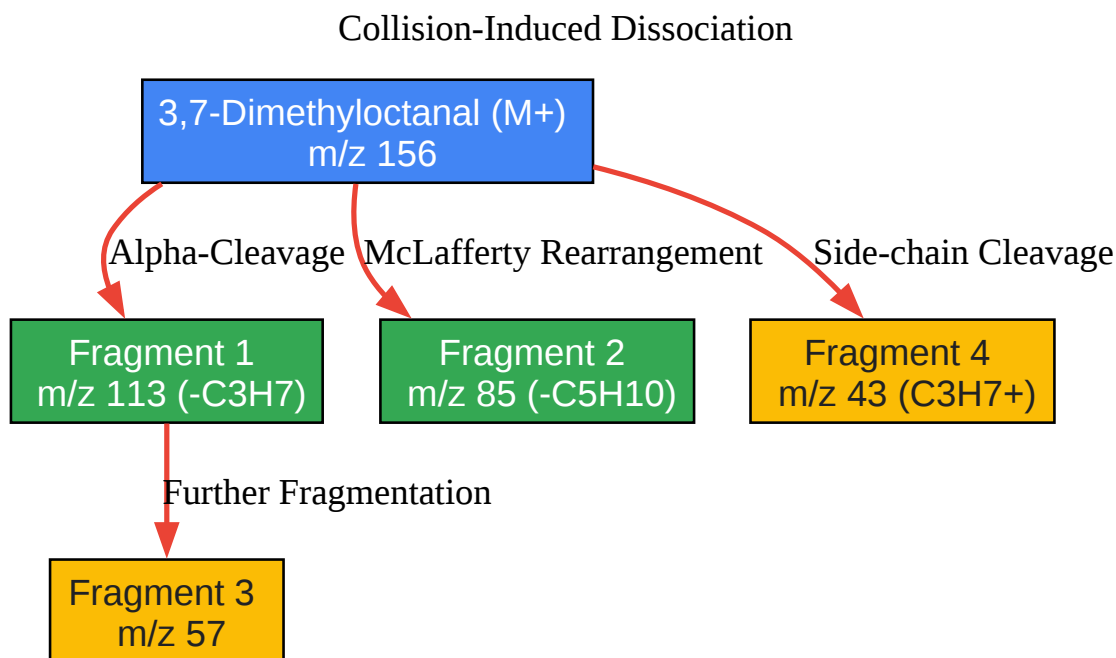 Collision-Induced Dissociation
3,7-Dimethyloctanal (M+)
m/z 156
Alpha-Cleavage
McLafferty Rearrangement
Side-chain Cleavage
Fragment 1
m/z 113 (-C3H7)
Fragment 2
m/z 85 (-C5H10)
Fragment 4
m/z 43 (C3H7+)
Further Fragmentation
Fragment 3
m/z 57